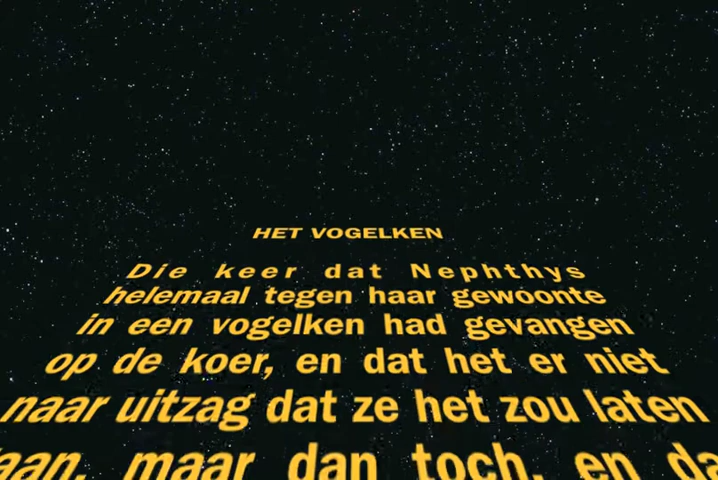 HET VOGELKEN
Die keer dat Nephthys
helemaal tegen haar gewoonte
in een vogelken had gevangen
op de koer, en dat het er niet
naar uitzag dat ze het zou laten
maar dan toch, en